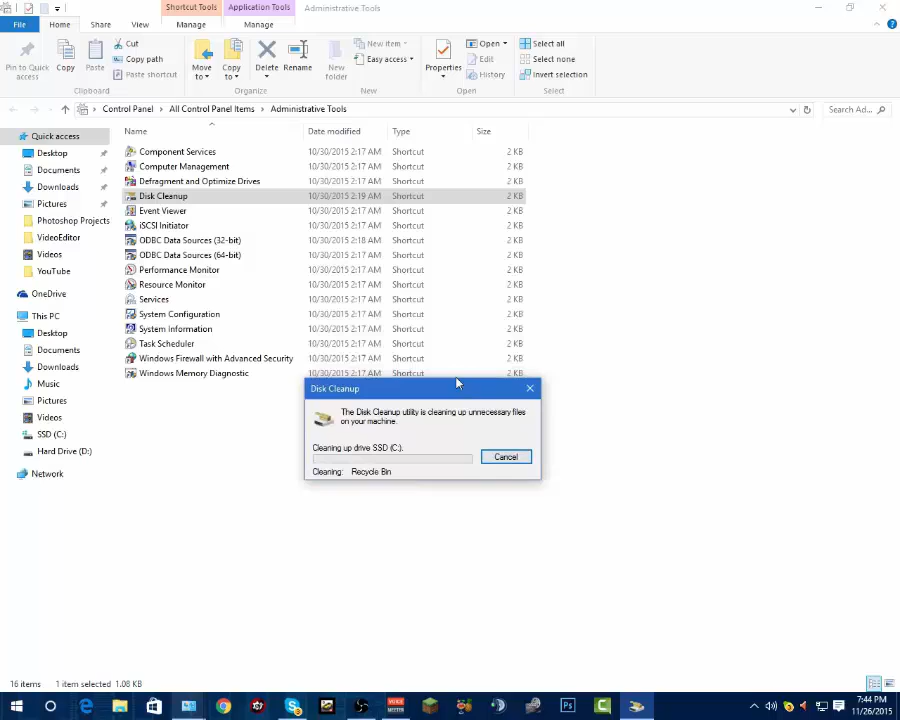 Shortcut Tools Application Tools Administrative Tools
File Home Share View Manage Manage
Pin to Quick access
Copy
Paste
Cut
Copy path
Paste shortcut
Clipboard
Move to
Copy to
Delete
Rename
Organize
New folder
New item
Easy access
New
Properties
Open
Edit
History
Open
Select all
Select none
Invert selection
Select
Control Panel > All Control Panel Items > Administrative Tools
Search Ad...
Name Date modified Type Size
Component Services 10/30/2015 2:17 AM Shortcut 2 KB
Computer Management 10/30/2015 2:17 AM Shortcut 2 KB
Defragment and Optimize Drives 10/30/2015 2:17 AM Shortcut 2 KB
Disk Cleanup 10/30/2015 2:19 AM Shortcut 2 KB
Event Viewer 10/30/2015 2:17 AM Shortcut 2 KB
iSCSI Initiator 10/30/2015 2:17 AM Shortcut 2 KB
ODBC Data Sources (32-bit) 10/30/2015 2:18 AM Shortcut 2 KB
ODBC Data Sources (64-bit) 10/30/2015 2:17 AM Shortcut 2 KB
Performance Monitor 10/30/2015 2:17 AM Shortcut 2 KB
Resource Monitor 10/30/2015 2:17 AM Shortcut 2 KB
Services 10/30/2015 2:17 AM Shortcut 2 KB
System Configuration 10/30/2015 2:17 AM Shortcut 2 KB
System Information 10/30/2015 2:17 AM Shortcut 2 KB
Task Scheduler 10/30/2015 2:17 AM Shortcut 2 KB
Windows Firewall with Advanced Security 10/30/2015 2:17 AM Shortcut 2 KB
Windows Memory Diagnostic 10/30/2015 2:17 AM Shortcut 2 KB
Quick access
Desktop
Documents
Downloads
Pictures
Photoshop Projects
VideoEditor
Videos
YouTube
OneDrive
This PC
Desktop
Documents
Downloads
Music
Pictures
Videos
SSD (C:)
Hard Drive (D:)
Network
Disk Cleanup
The Disk Cleanup utility is cleaning up unnecessary files
on your machine.
Cleaning up drive SSD (C:).
Cancel
Cleaning: Recycle Bin
16 items 1 item selected 1.08 KB
Ps
7:44 PM
11/26/2015